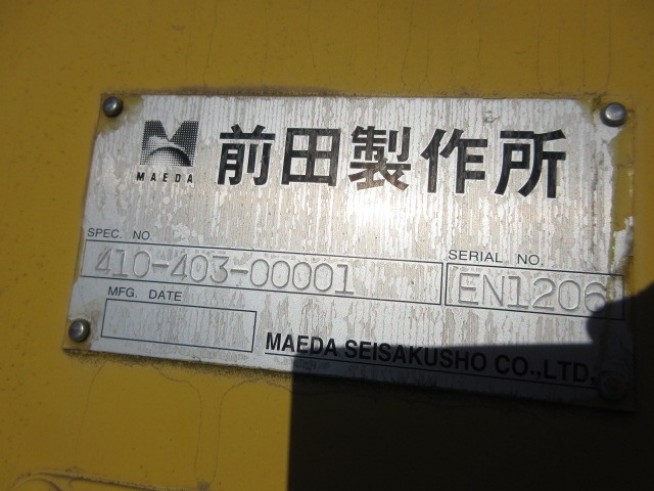 MAEDA
前田製作所
SPEC. NO.
410-403-00001
SERIAL NO.
EN1206
MFG. DATE
MAEDA SEISAKUSHO CO.,LTD.